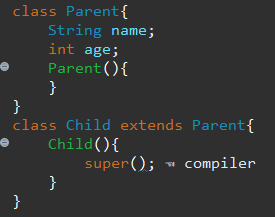 class Parent{
    String name;
    int age;
    Parent(){
    }
}
class Child extends Parent{
    Child(){
        super(); ☜ compiler
    }
}